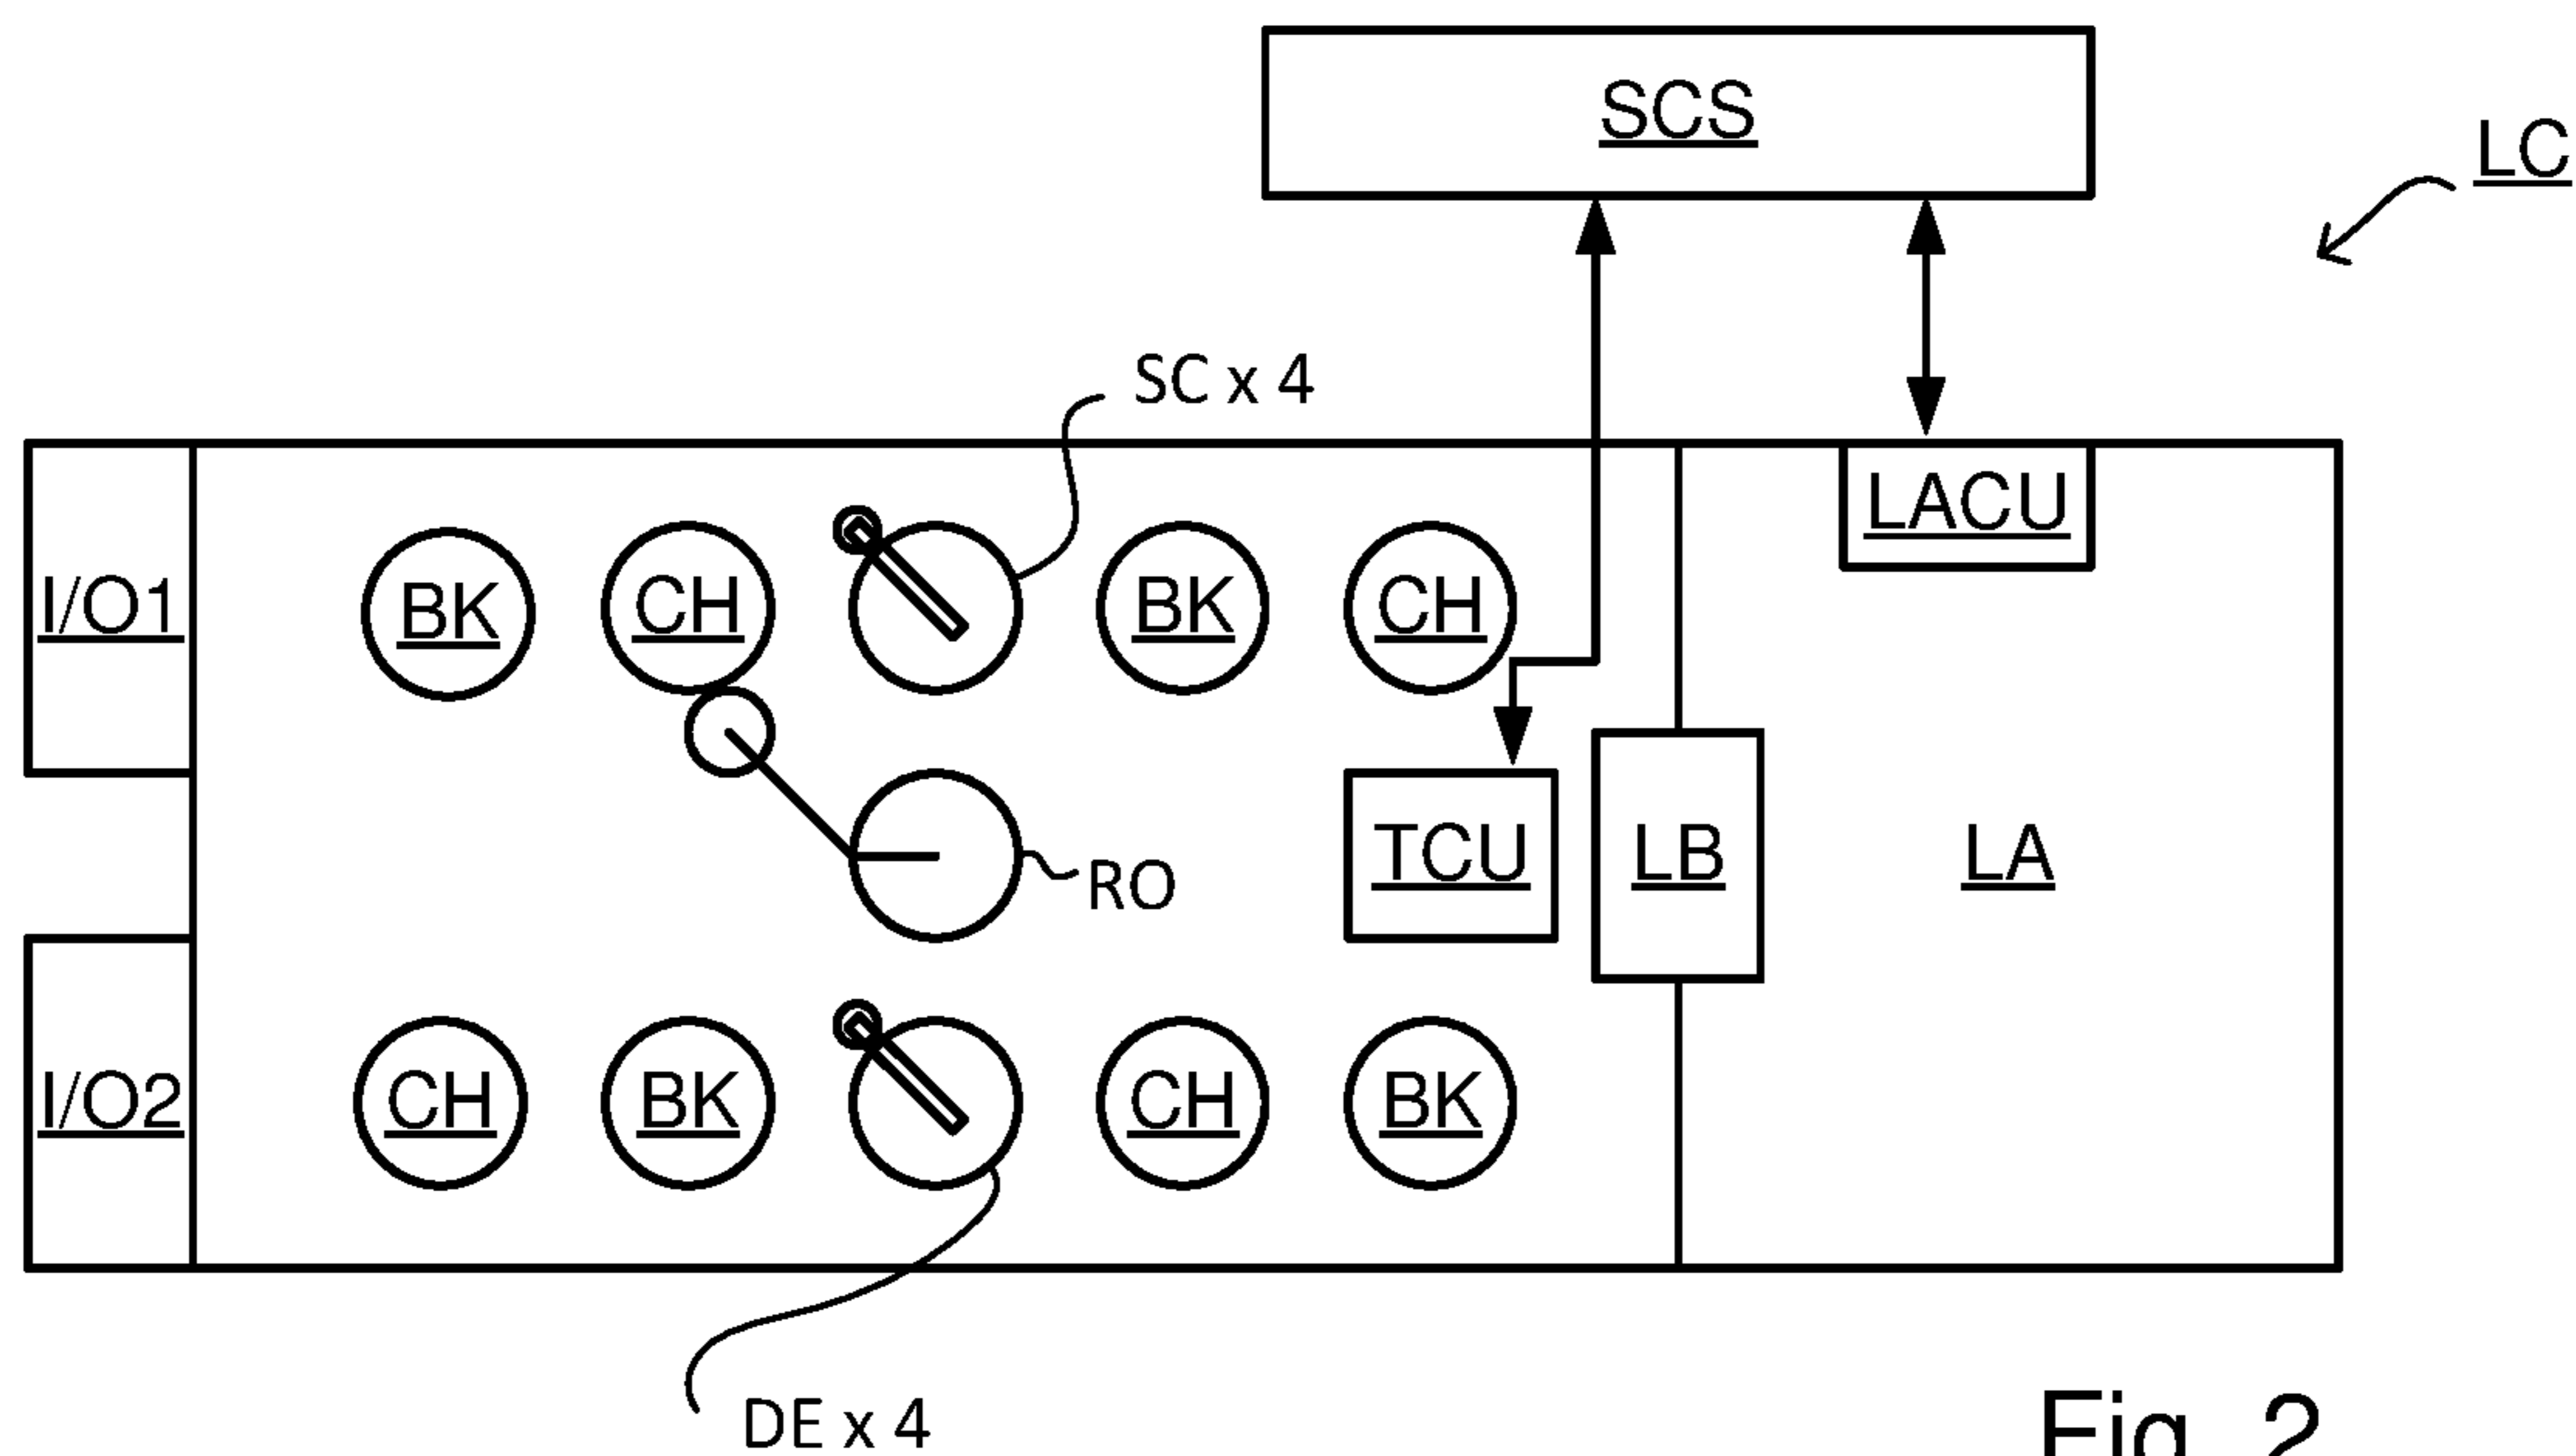 SCS
LC
SC x 4
LACU
I/O1
BK
CH
BK
CH
TCU
LB
LA
RO
I/O2
CH
BK
CH
BK
DE x 4
Fig. 2